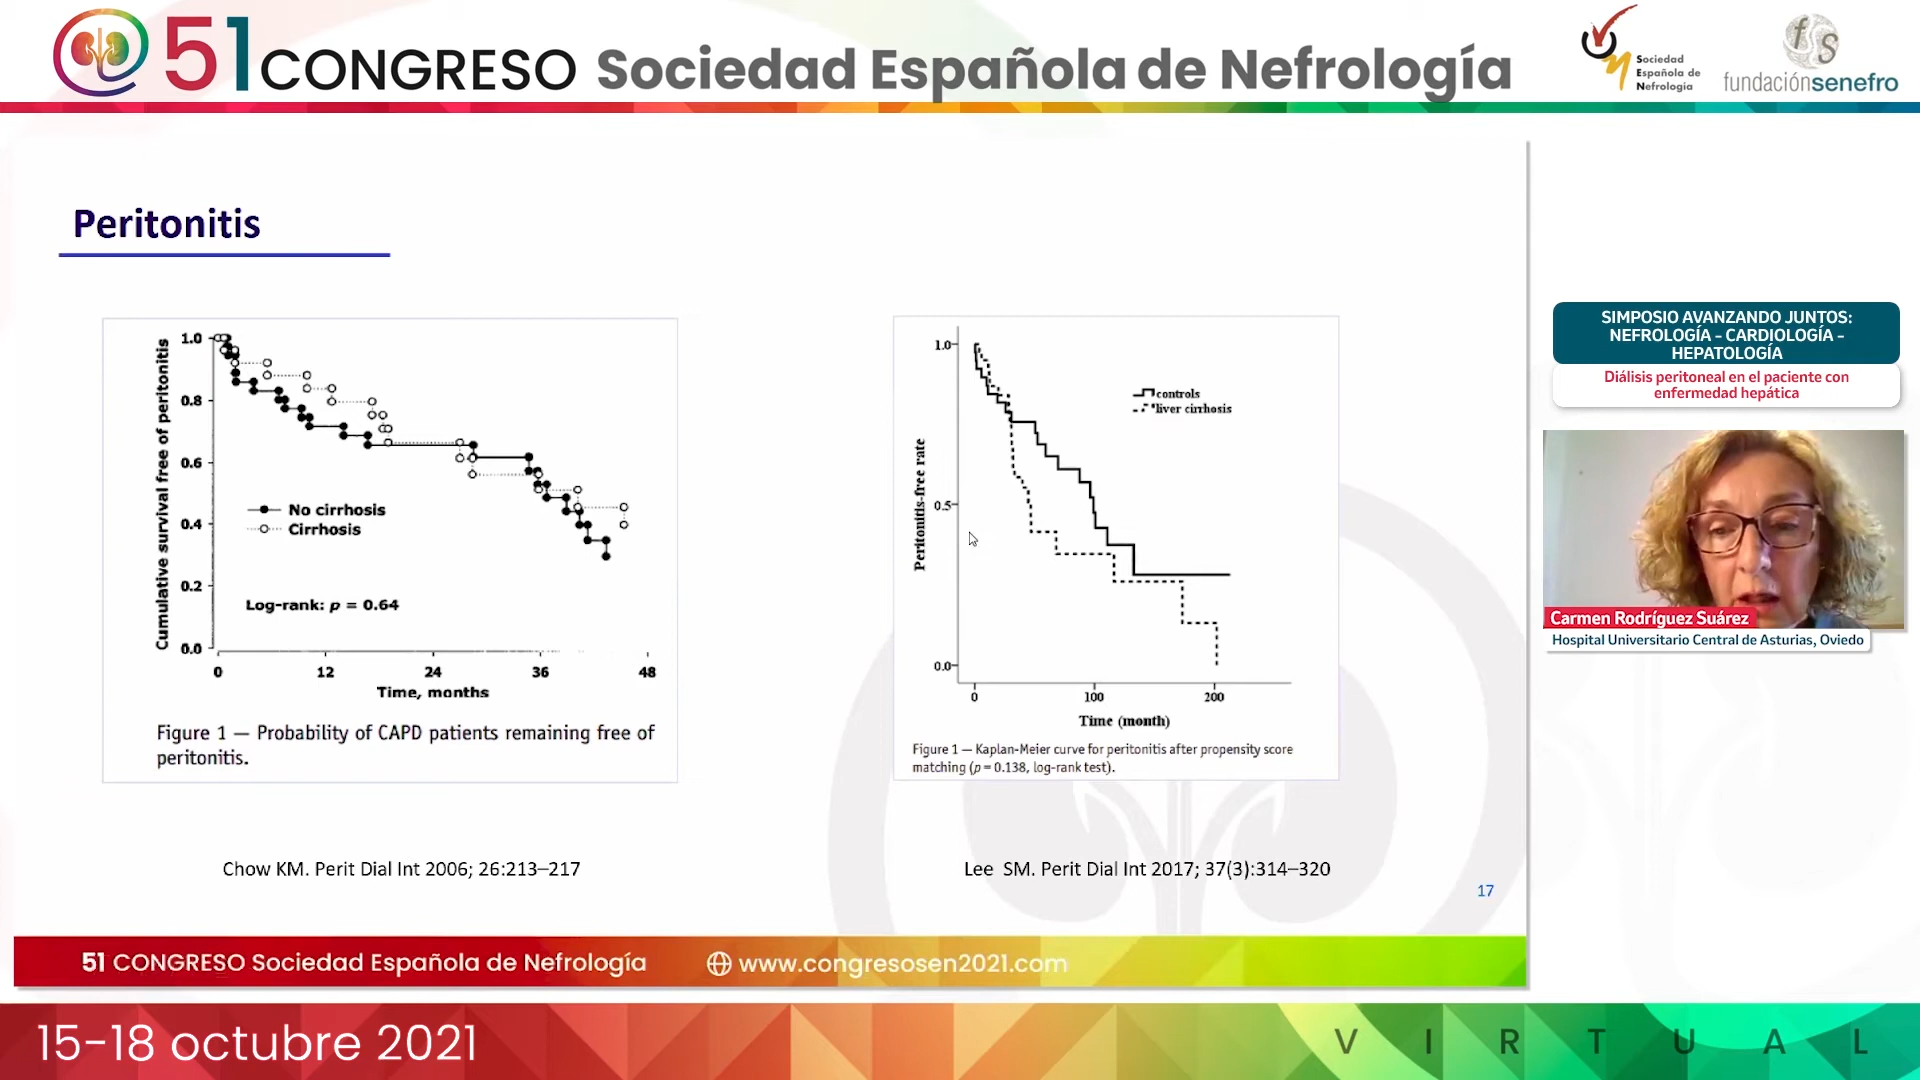 51 CONGRESO Sociedad Española de Nefrología
Sociedad
Española de
Nefrología
fS
fundaciónsenefro
Peritonitis
Cumulative survival free of peritonitis
1.0
0.8
0.6
0.4
0.2
0.0
No cirrhosis
Cirrhosis
Log-rank: p = 0.64
0 12 24 36 48
Time, months
Figure 1 — Probability of CAPD patients remaining free of
peritonitis.
Chow KM. Perit Dial Int 2006; 26:213–217
Peritonitis-free rate
1.0
0.5
0.0
controls
liver cirrhosis
0 100 200
Time (month)
Figure 1 — Kaplan-Meier curve for peritonitis after propensity score
matching (p = 0.138, log-rank test).
Lee SM. Perit Dial Int 2017; 37(3):314–320
17
SIMPOSIO AVANZANDO JUNTOS:
NEFROLOGÍA - CARDIOLOGÍA -
HEPATOLOGÍA
Diálisis peritoneal en el paciente con
enfermedad hepática
Carmen Rodríguez Suárez
Hospital Universitario Central de Asturias, Oviedo
51 CONGRESO Sociedad Española de Nefrología
www.congresosen2021.com
15-18 octubre 2021
VIRTUAL